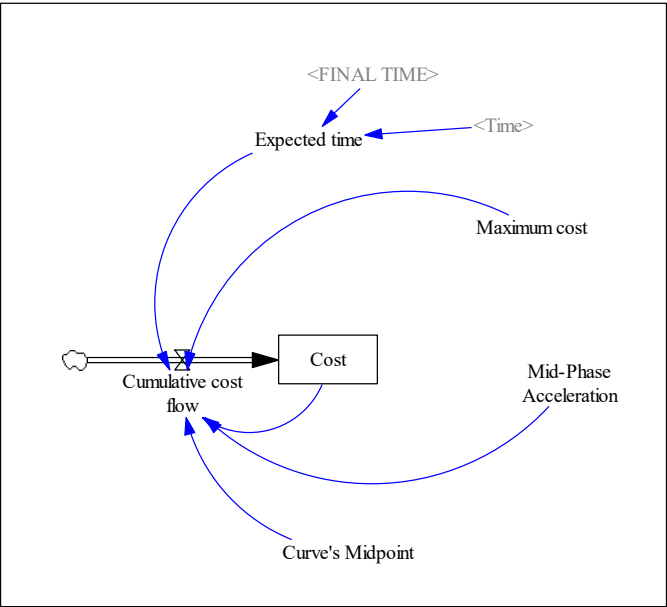 <FINAL TIME>
<Time>
Expected time
Maximum cost
Cost
Cumulative cost
flow
Mid-Phase
Acceleration
Curve's Midpoint